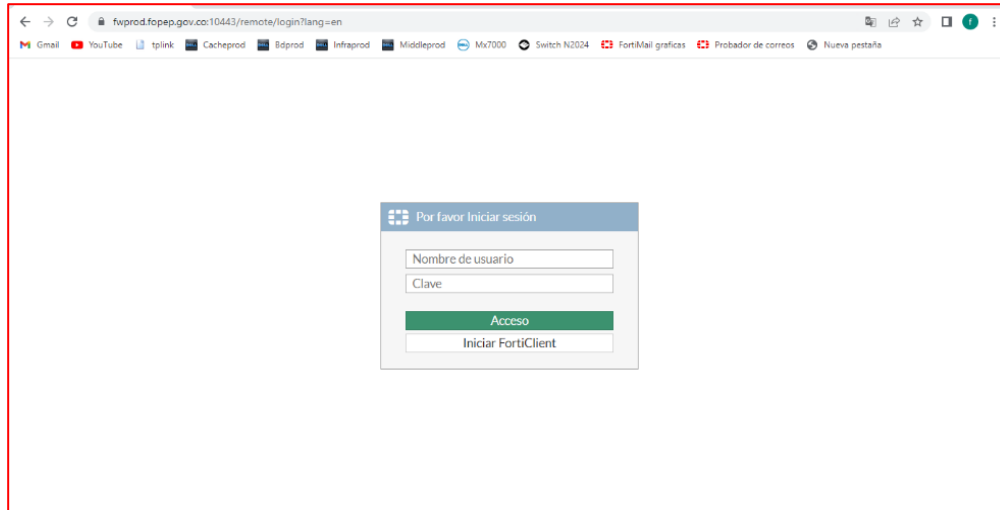 fwprod.fopep.gov.co:10443/remote/login?lang=en
Gmail YouTube tplink Cacheprod Bdprod Infraprod Middleprod Mx7000 Switch N2024 FortiMail graficas Probador de correos Nueva pestaña
Por favor Iniciar sesión
Nombre de usuario
Clave
Acceso
Iniciar FortiClient